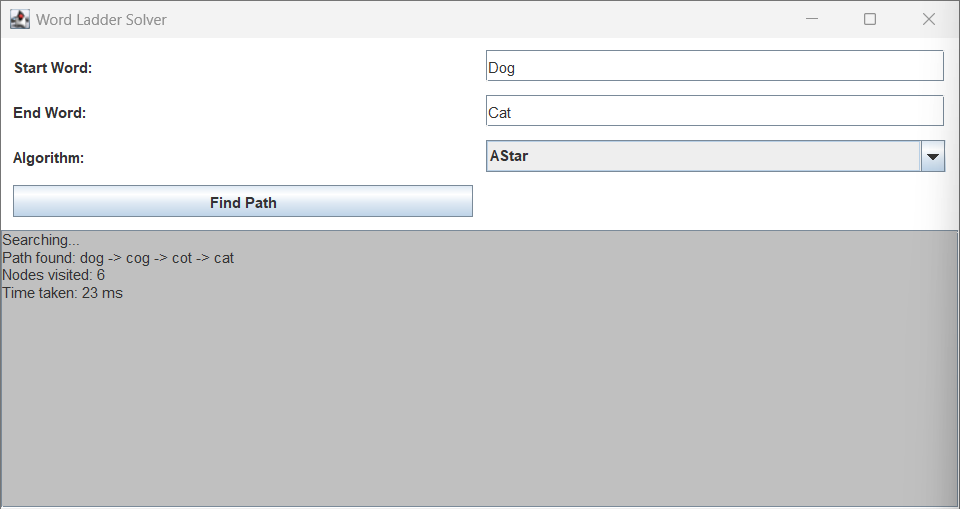 Word Ladder Solver
Start Word: Dog
End Word: Cat
Algorithm: AStar
Find Path
Searching...
Path found: dog -> cog -> cot -> cat
Nodes visited: 6
Time taken: 23 ms